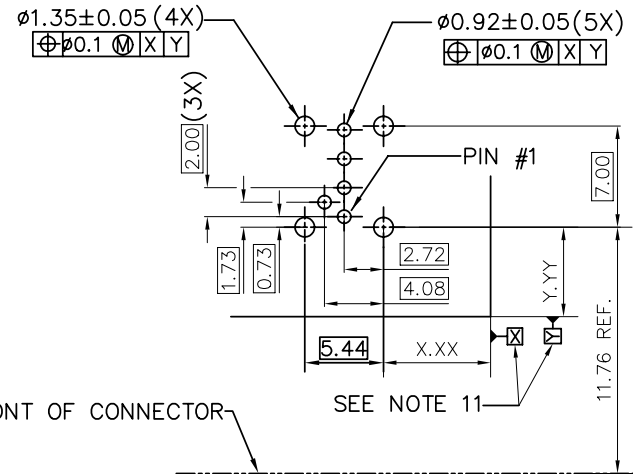 ø1.35±0.05 (4X)
⌖ ø0.1 Ⓜ X Y
ø0.92±0.05(5X)
⌖ ø0.1 Ⓜ X Y
2.00 (3X)
PIN #1
7.00
1.73
0.73
2.72
4.08
Y.YY
5.44
X.XX
X
Y
11.76 REF.
SEE NOTE 11
ONT OF CONNECTOR